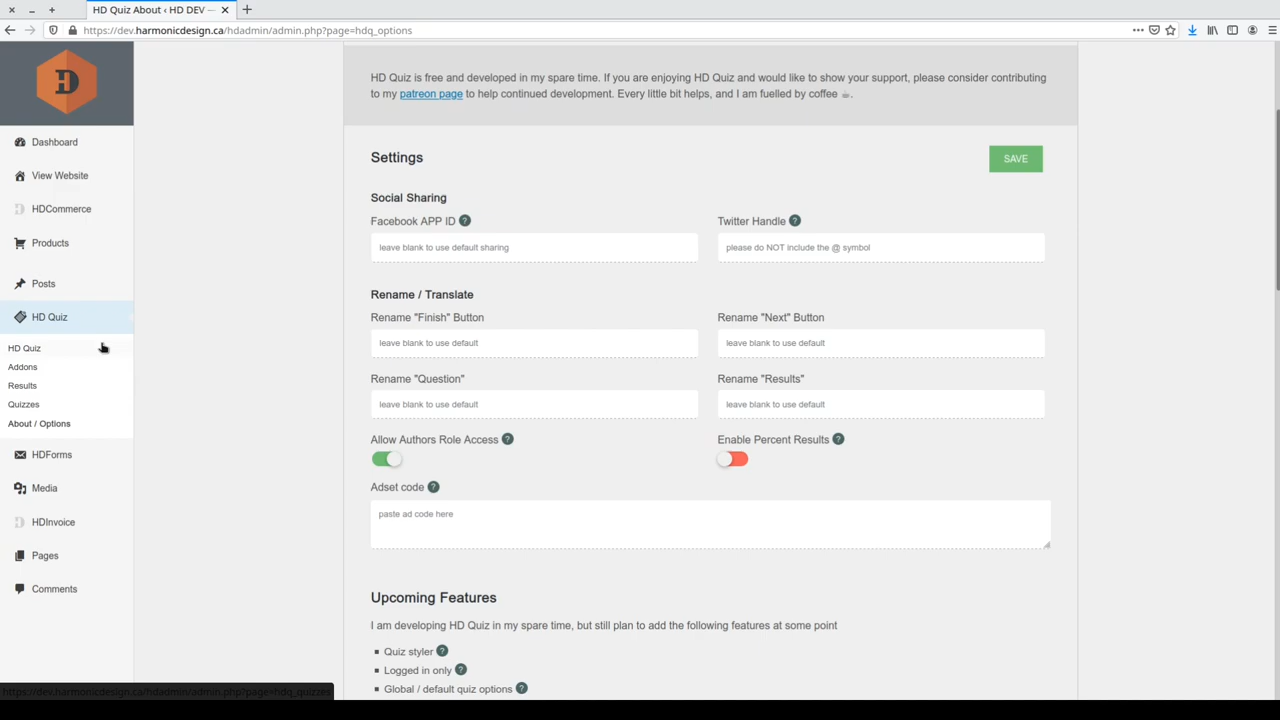 HD Quiz About ‹ HD DEV —
https://dev.harmonicdesign.ca/hdadmin/admin.php?page=hdq_options
Dashboard
View Website
HDCommerce
Products
Posts
HD Quiz
HD Quiz
Addons
Results
Quizzes
About / Options
HDForms
Media
HDInvoice
Pages
Comments
https://dev.harmonicdesign.ca/hdadmin/admin.php?page=hdq_quizzes
HD Quiz is free and developed in my spare time. If you are enjoying HD Quiz and would like to show your support, please consider contributing
to my patreon page to help continued development. Every little bit helps, and I am fuelled by coffee ☕.
Settings
SAVE
Social Sharing
Facebook APP ID ?
Twitter Handle ?
leave blank to use default sharing
please do NOT include the @ symbol
Rename / Translate
Rename "Finish" Button
Rename "Next" Button
leave blank to use default
leave blank to use default
Rename "Question"
Rename "Results"
leave blank to use default
leave blank to use default
Allow Authors Role Access ?
Enable Percent Results ?
Adset code ?
paste ad code here
Upcoming Features
I am developing HD Quiz in my spare time, but still plan to add the following features at some point
▪ Quiz styler ?
▪ Logged in only ?
▪ Global / default quiz options ?